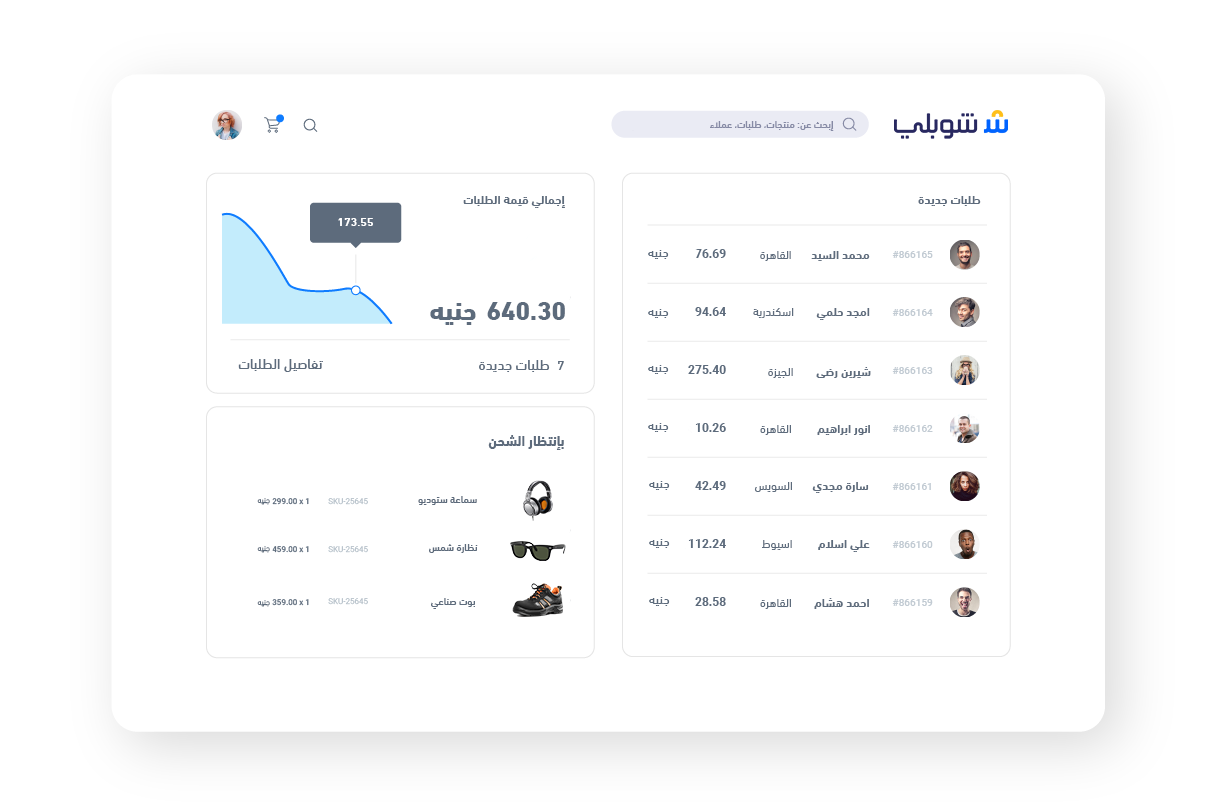 شوبلي
إبحث عن: منتجات، طلبات، عملاء
طلبات جديدة
#866165 محمد السيد القاهرة 76.69 جنيه
#866164 امجد حلمي اسكندرية 94.64 جنيه
#866163 شيرين رضى الجيزة 275.40 جنيه
#866162 انور ابراهيم القاهرة 10.26 جنيه
#866161 سارة مجدي السويس 42.49 جنيه
#866160 علي اسلام اسيوط 112.24 جنيه
#866159 احمد هشام القاهرة 28.58 جنيه
إجمالي قيمة الطلبات
173.55
640.30 جنيه
7 طلبات جديدة
تفاصيل الطلبات
بإنتظار الشحن
سماعة ستوديو SKU-25645 299.00 x 1 جنيه
نظارة شمس SKU-25645 459.00 x 1 جنيه
بوت صناعي SKU-25645 359.00 x 1 جنيه